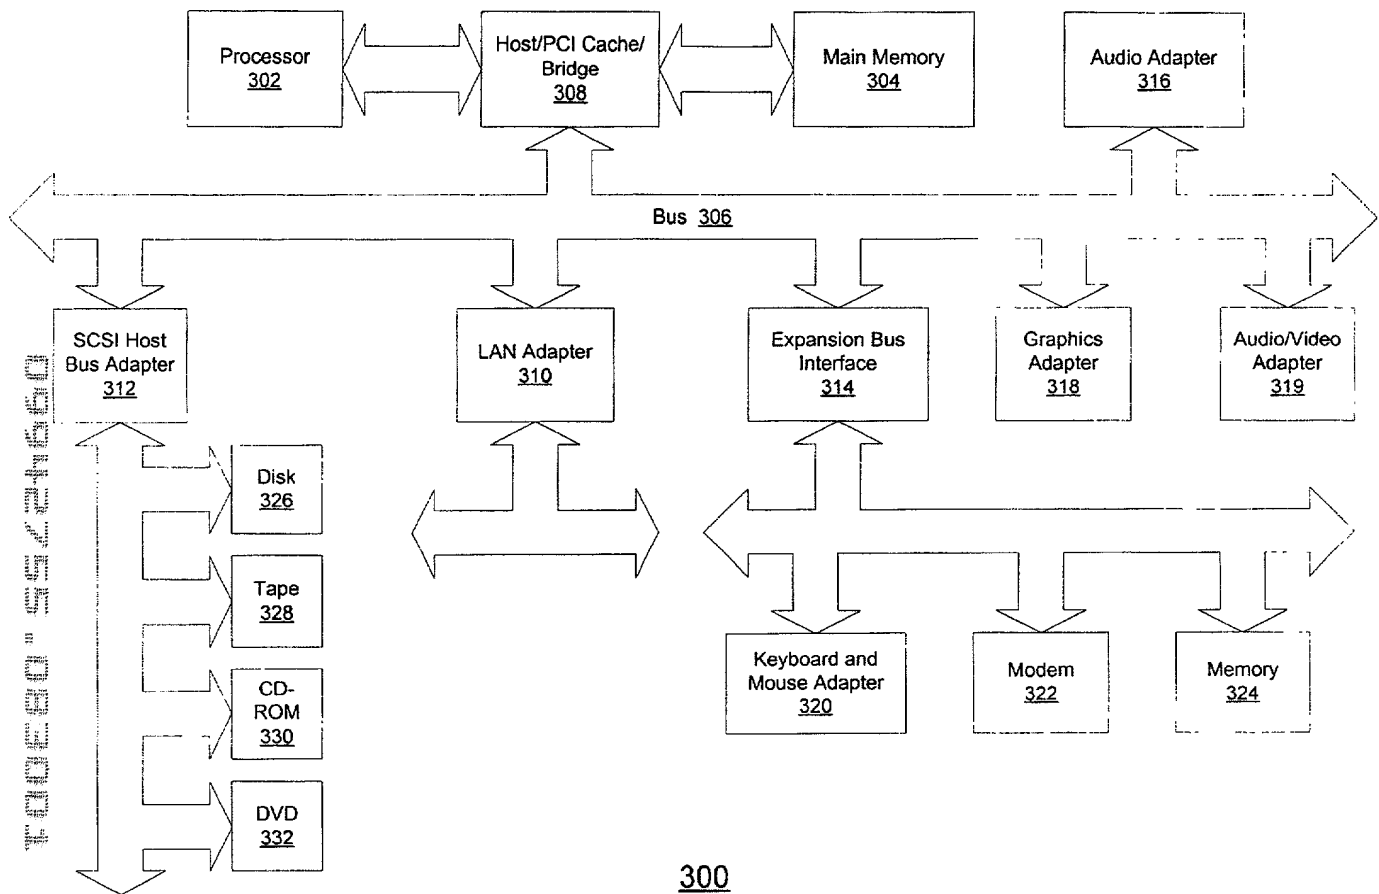 Processor
302
Host/PCI Cache/
Bridge
308
Main Memory
304
Audio Adapter
316
Bus 306
SCSI Host
Bus Adapter
312
LAN Adapter
310
Expansion Bus
Interface
314
Graphics
Adapter
318
Audio/Video
Adapter
319
Disk
326
Tape
328
CD-
ROM
330
DVD
332
Keyboard and
Mouse Adapter
320
Modem
322
Memory
324
300